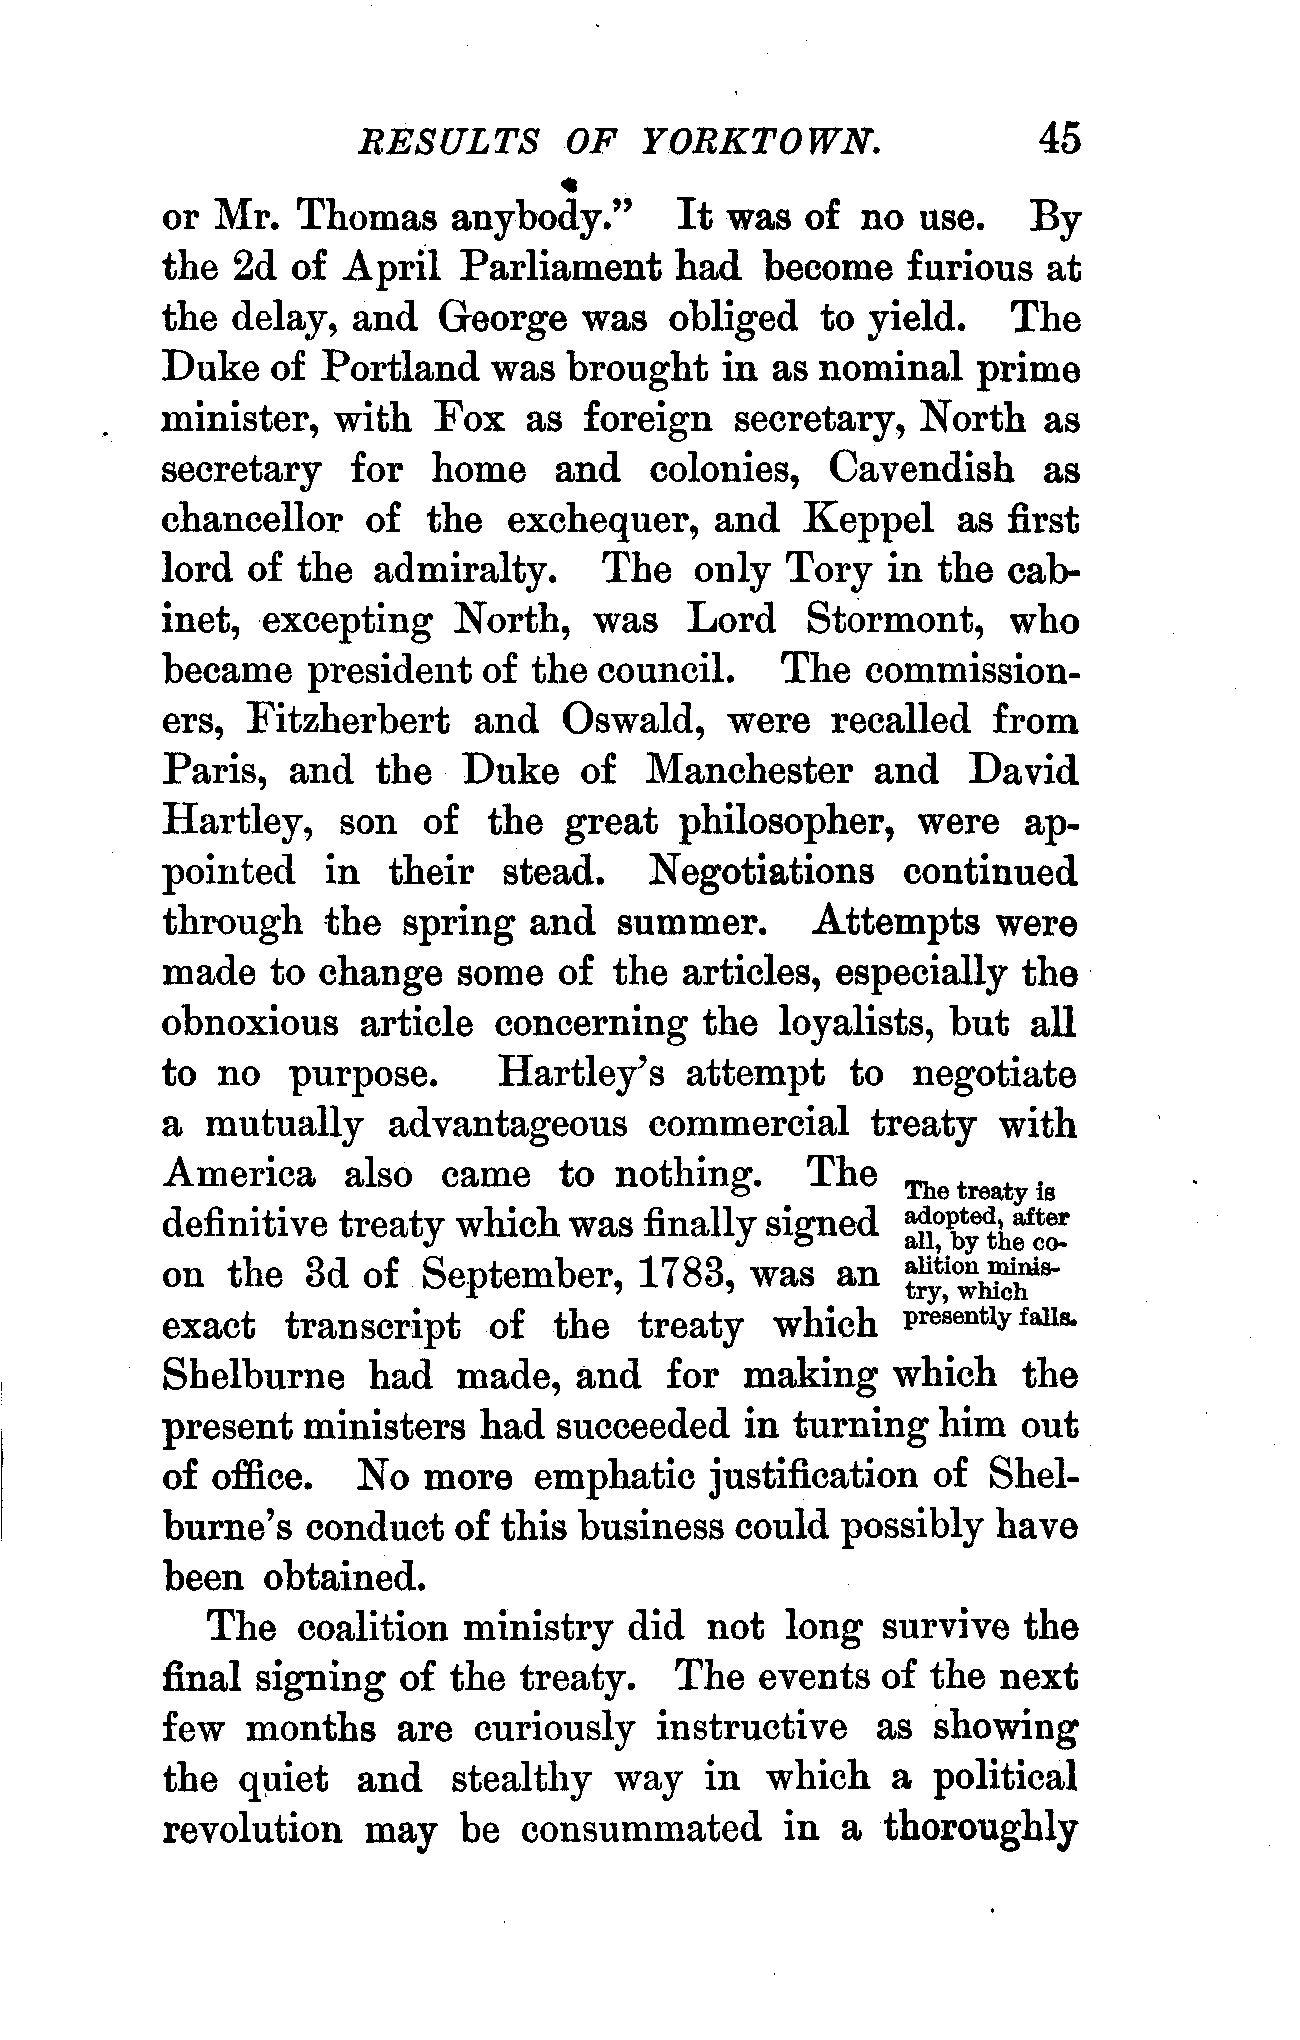 RESULTS OF YORKTOWN. 45
or Mr. Thomas anybody." It was of no use. By
the 2d of April Parliament had become furious at
the delay, and George was obliged to yield. The
Duke of Portland was brought in as nominal prime
minister, with Fox as foreign secretary, North as
secretary for home and colonies, Cavendish as
chancellor of the exchequer, and Keppel as first
lord of the admiralty. The only Tory in the cab-
inet, excepting North, was Lord Stormont, who
became president of the council. The commission-
ers, Fitzherbert and Oswald, were recalled from
Paris, and the Duke of Manchester and David
Hartley, son of the great philosopher, were ap-
pointed in their stead. Negotiations continued
through the spring and summer. Attempts were
made to change some of the articles, especially the
obnoxious article concerning the loyalists, but all
to no purpose. Hartley's attempt to negotiate
a mutually advantageous commercial treaty with
America also came to nothing. The
definitive treaty which was finally signed
on the 3d of September, 1783, was an
exact transcript of the treaty which
The treaty is
adopted, after
all, by the co-
alition minis-
try, which
presently falls.
Shelburne had made, and for making which the
present ministers had succeeded in turning him out
of office. No more emphatic justification of Shel-
burne's conduct of this business could possibly have
been obtained.
The coalition ministry did not long survive the
final signing of the treaty. The events of the next
few months are curiously instructive as showing
the quiet and stealthy way in which a political
revolution may be consummated in a thoroughly